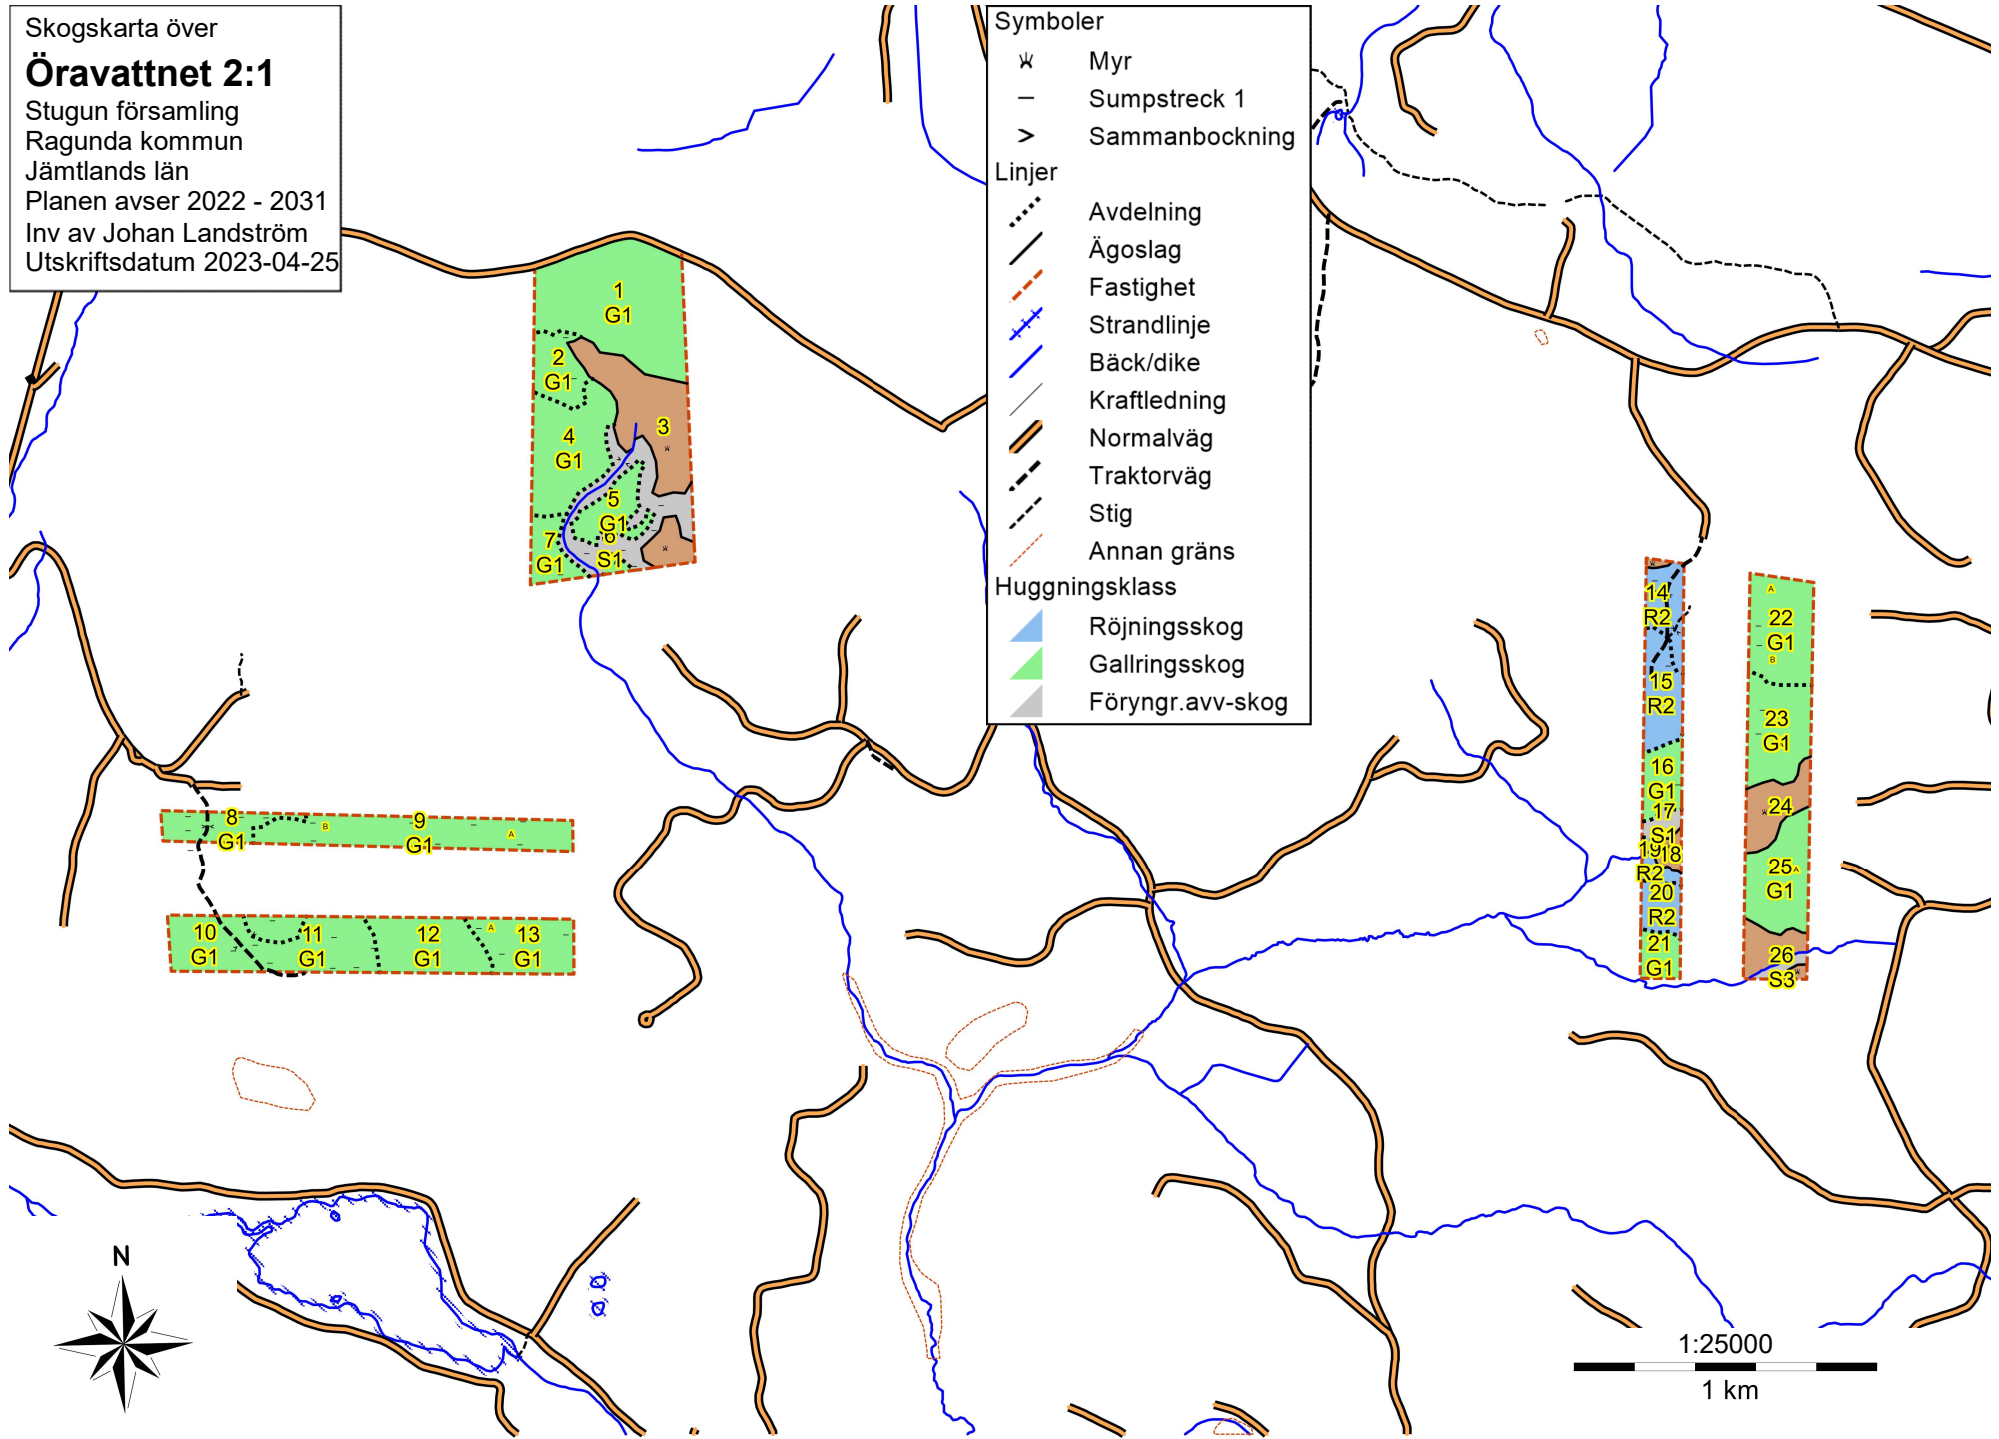 Skogskarta över
Öravattnet 2:1
Stugun församling
Ragunda kommun
Jämtlands län
Planen avser 2022 - 2031
Inv av Johan Landström
Utskriftsdatum 2023-04-25
Symboler
Myr
Sumpstreck 1
Sammanbockning
Linjer
Avdelning
Ägoslag
Fastighet
Strandlinje
Bäck/dike
Kraftledning
Normalväg
Traktorväg
Stig
Annan gräns
Huggningsklass
Röjningsskog
Gallringsskog
Föryngr.avv-skog
1
G1
2
G1
3
4
G1
5
G1
6
S1
7
G1
8
G1
B
9
G1
A
10
G1
11
G1
12
G1
A
13
G1
14
R2
15
R2
16
G1
17
S1
18
19
R2
20
R2
21
G1
A
22
G1
B
23
G1
24
25 A
G1
26
S3
N
1:25000
1 km